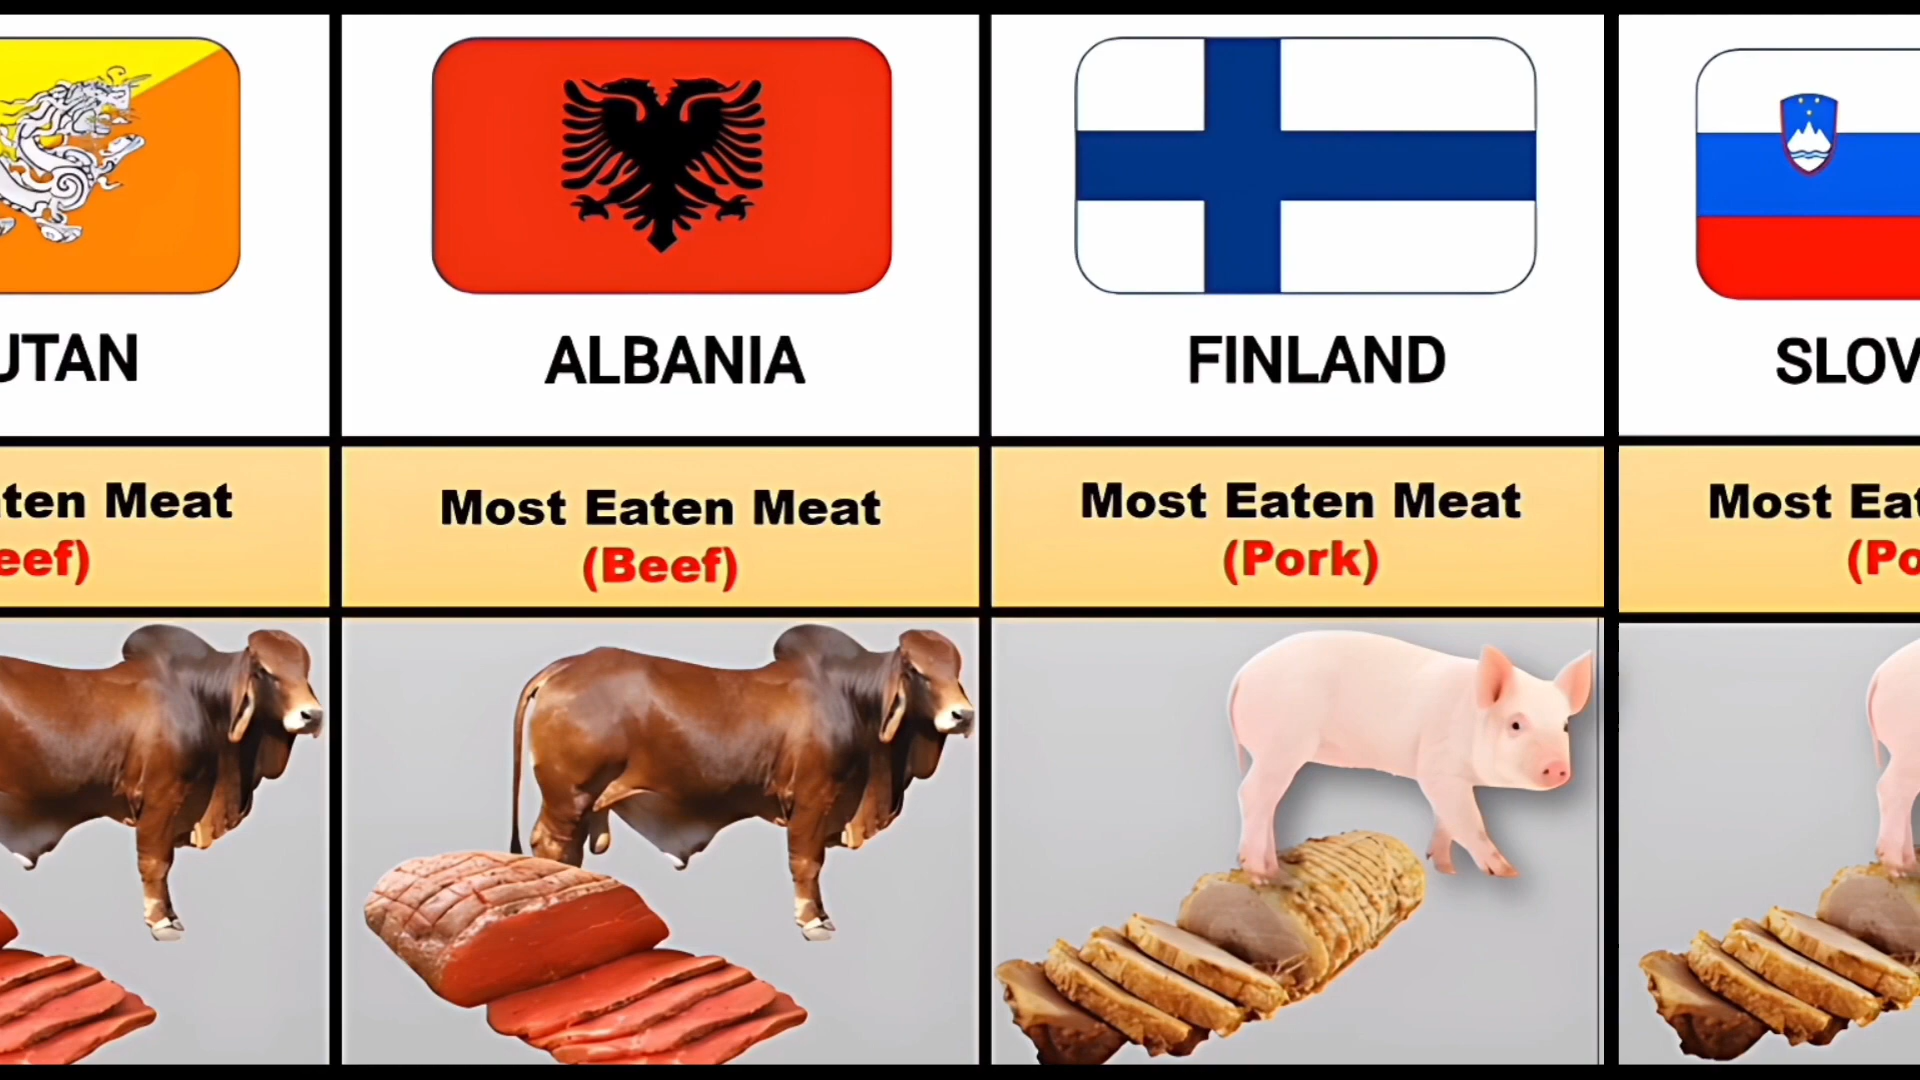 UTAN
ALBANIA
FINLAND
SLOV
ten Meat
eef)
Most Eaten Meat
(Beef)
Most Eaten Meat
(Pork)
Most Eat
(Po